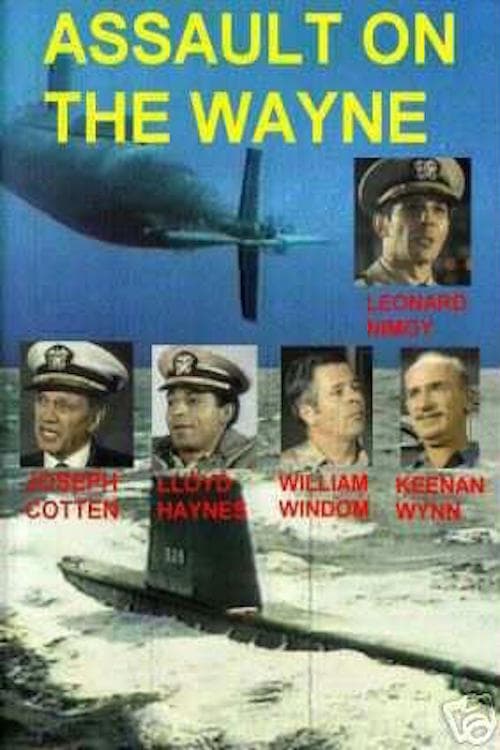 ASSAULT ON
THE WAYNE
LEONARD
NIMOY
JOSEPH
COTTEN
LLOYD
HAYNES
WILLIAM
WINDOM
KEENAN
WYNN